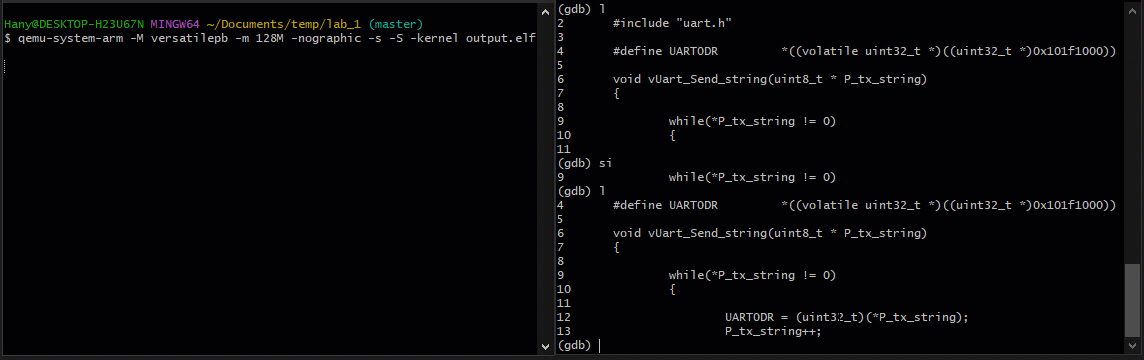 Hany@DESKTOP-H23U67N MINGW64 ~/Documents/temp/lab_1 (master)
$ qemu-system-arm -M versatilepb -m 128M -nographic -s -S -kernel output.elf
(gdb) l
2 #include "uart.h"
3
4 #define UARTODR *((volatile uint32_t *)((uint32_t *)0x101f1000))
5
6 void vUart_Send_string(uint8_t * P_tx_string)
7 {
8
9 while(*P_tx_string != 0)
10 {
11
(gdb) si
9 while(*P_tx_string != 0)
(gdb) l
4 #define UARTODR *((volatile uint32_t *)((uint32_t *)0x101f1000))
5
6 void vUart_Send_string(uint8_t * P_tx_string)
7 {
8
9 while(*P_tx_string != 0)
10 {
11
12 UARTODR = (uint32_t)(*P_tx_string);
13 P_tx_string++;
(gdb)